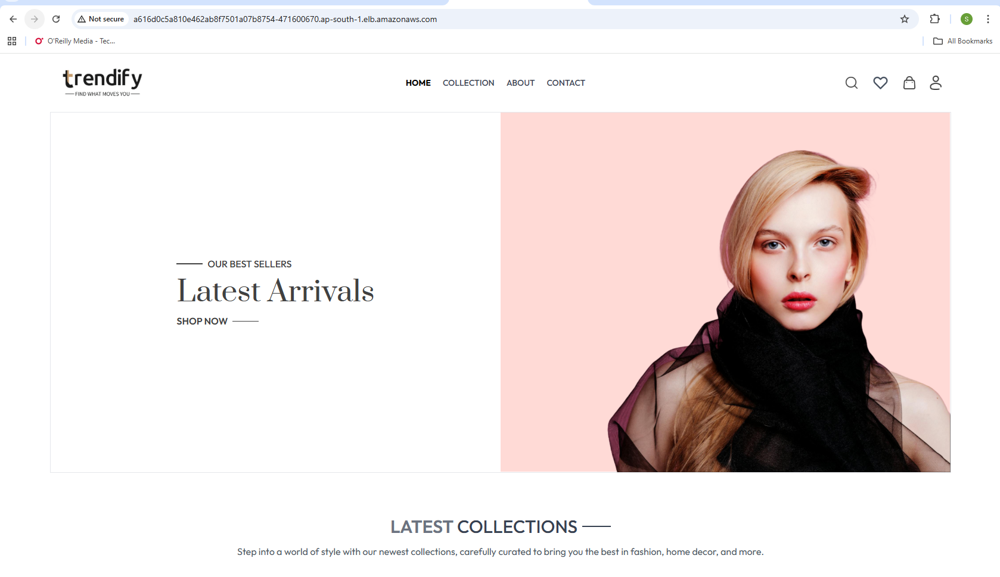 Not secure a616d0c5a810e462ab8f7501a07b8754-471600670.ap-south-1.elb.amazonaws.com S
O'Reilly Media - Tec... All Bookmarks
trendify
FIND WHAT MOVES YOU
HOME COLLECTION ABOUT CONTACT
OUR BEST SELLERS
Latest Arrivals
SHOP NOW
LATEST COLLECTIONS
Step into a world of style with our newest collections, carefully curated to bring you the best in fashion, home decor, and more.